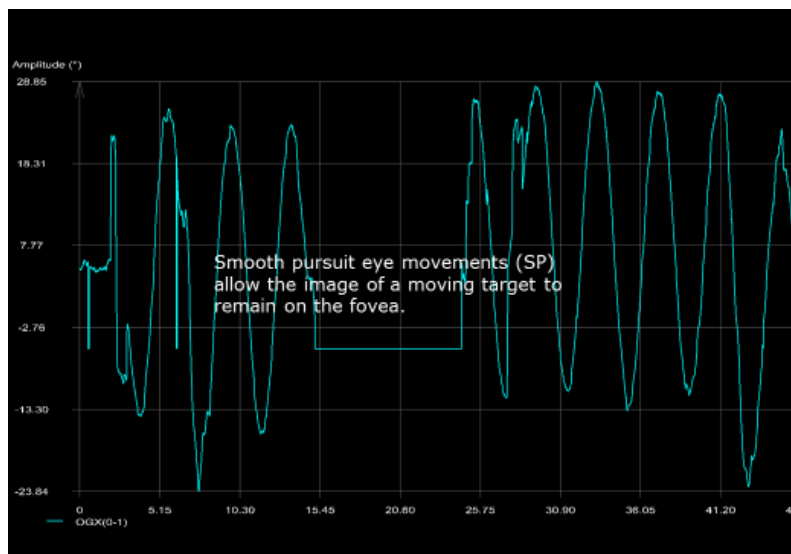 Amplitude (°)
28.85
18.31
7.77
Smooth pursuit eye movements (SP)
allow the image of a moving target to
remain on the fovea.
-2.76
-13.30
-23.84
0 5.15 10.30 15.45 20.60 25.75 30.90 36.05 41.20
OGX(0-1)